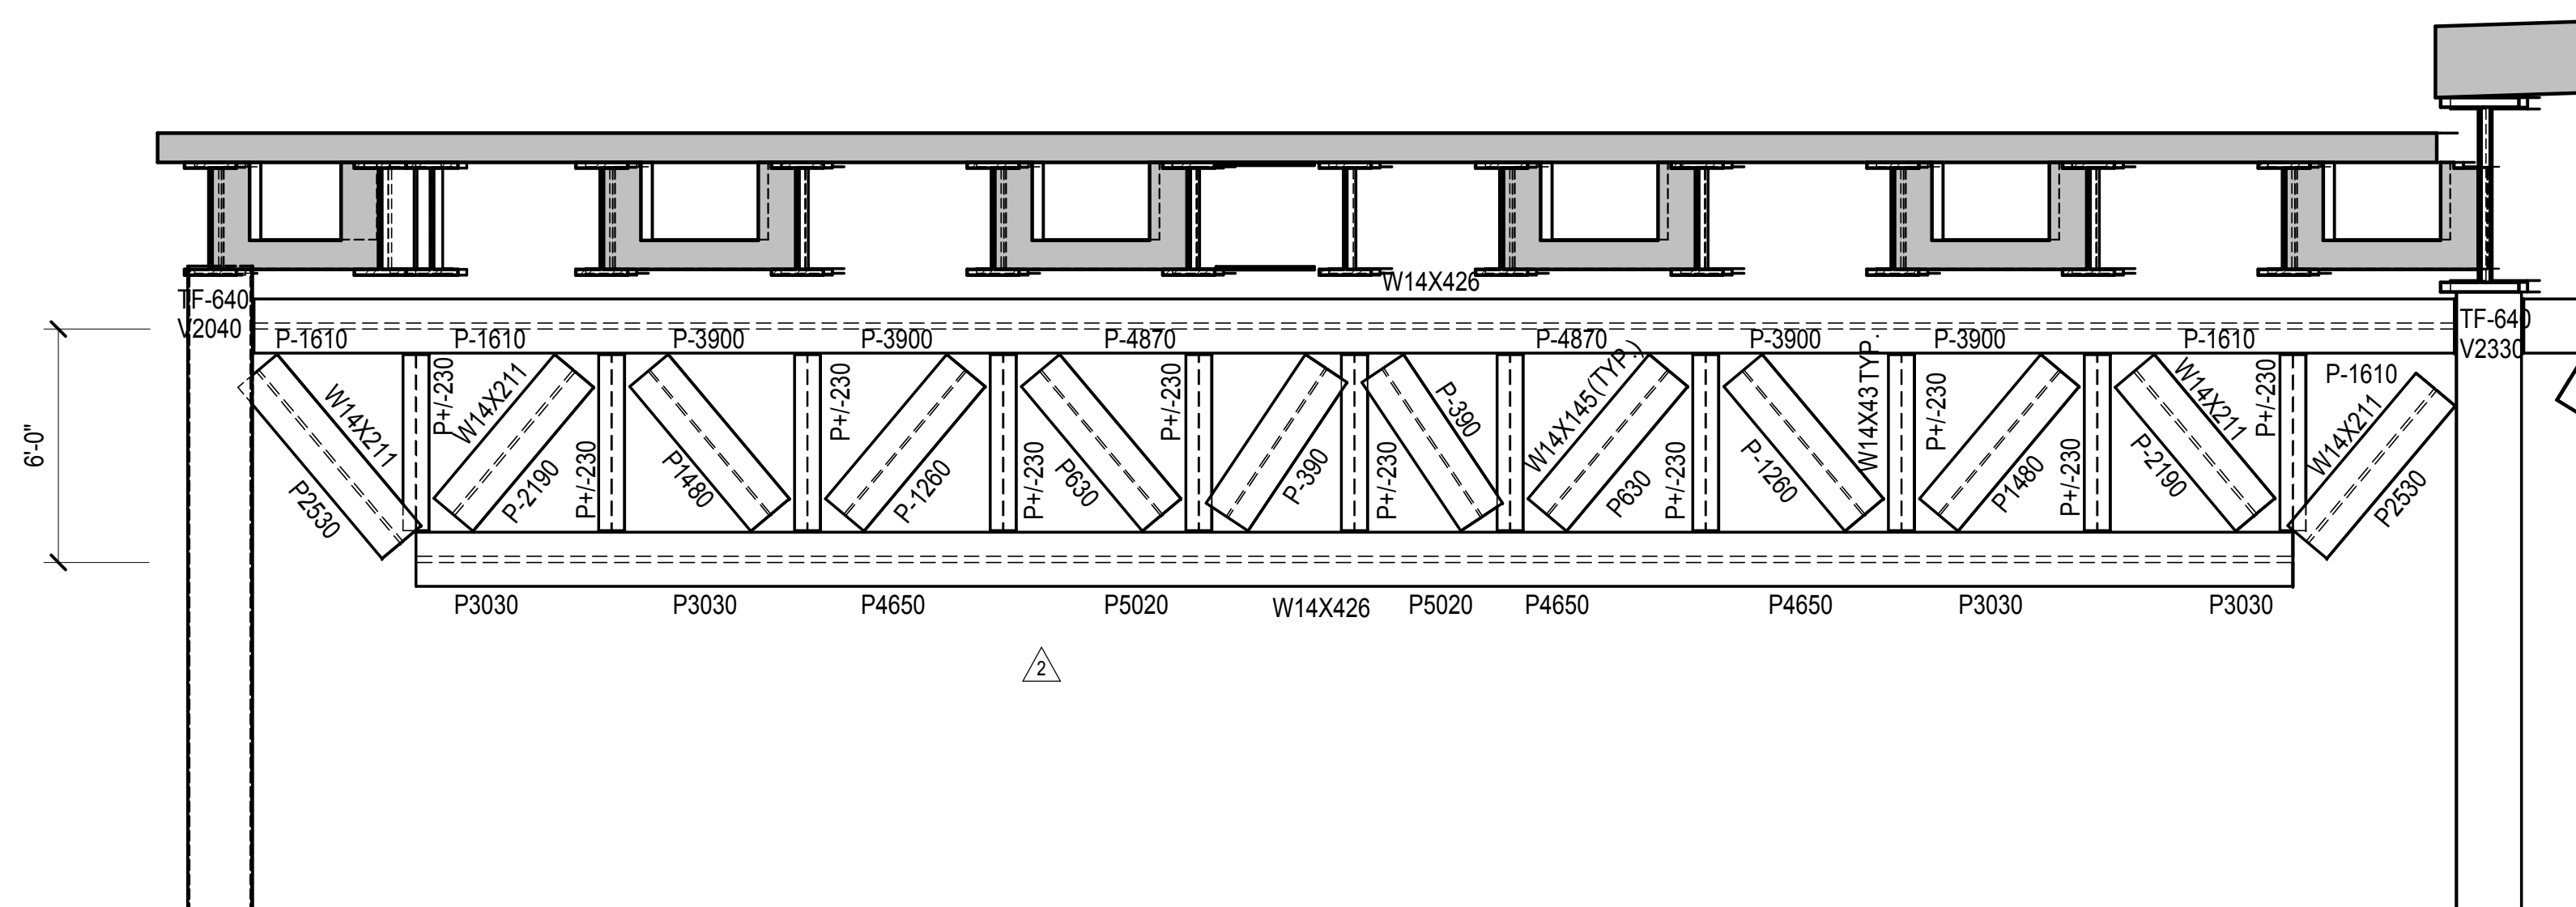 W14X426
TF-640
V2040
TF-640
V2330
P-1610
P-1610
P-3900
P-3900
P-4870
P-4870
P-3900
P-3900
P-1610
P-1610
6'-0"
W14X211
P2530
P+/-230
W14X211
P-2190
P+/-230
P1480
P+/-230
P-1260
P+/-230
P630
P+/-230
P-390
P+/-230
P-390
W14X145(TYP.)
P630
P+/-230
P-1260
W14X43TYP.
P+/-230
P1480
P+/-230
P-2190
W14X211
P+/-230
W14X211
P2530
P3030
P3030
P4650
P5020
W14X426
P5020
P4650
P4650
P3030
P3030
2